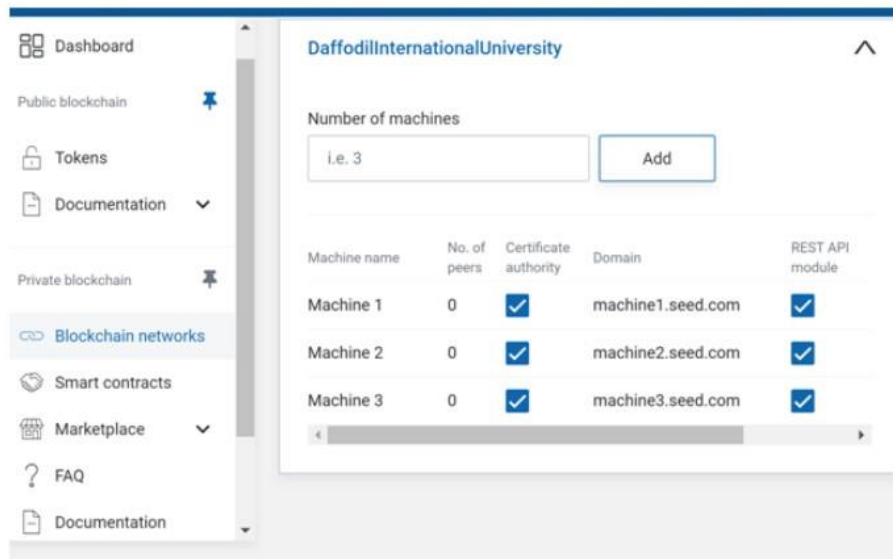 Dashboard
Public blockchain
Tokens
Documentation
Private blockchain
Blockchain networks
Smart contracts
Marketplace
FAQ
Documentation
DaffodilInternationalUniversity
Number of machines
i.e. 3 Add
Machine name No. of peers Certificate authority Domain REST API module
Machine 1 0 machine1.seed.com
Machine 2 0 machine2.seed.com
Machine 3 0 machine3.seed.com